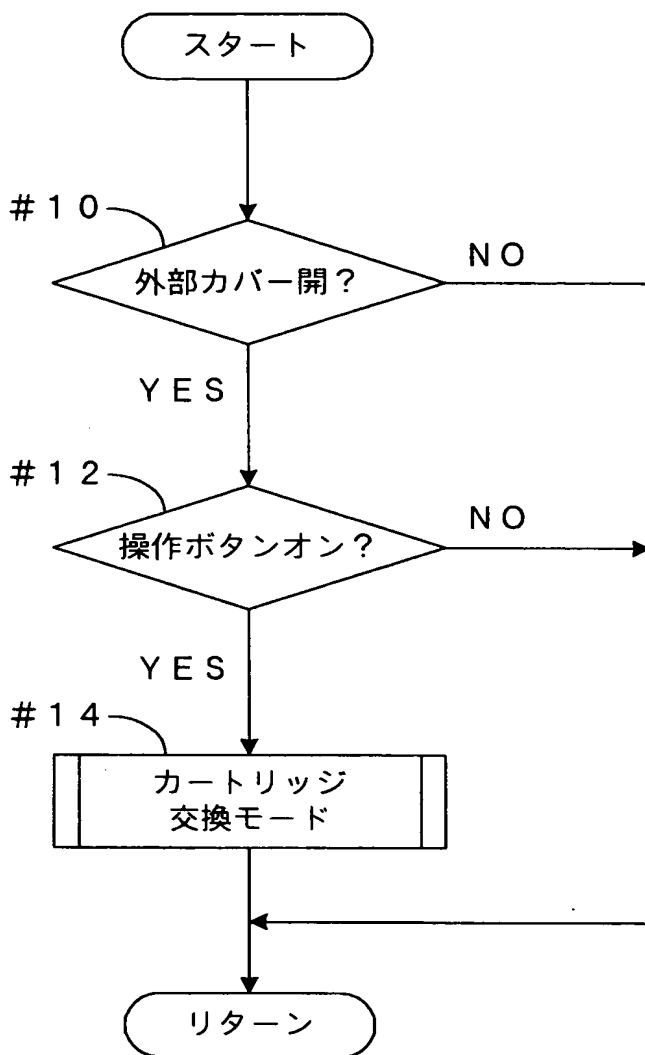 スタート
#10
外部カバー開?
NO
YES
#12
操作ボタンオン?
NO
YES
#14
カートリッジ
交換モード
リターン